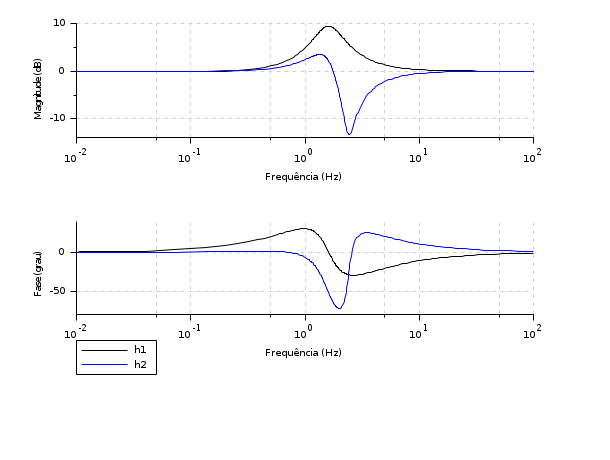 10
0
-10
Magnitude (dB)
10^-2 10^-1 10^0 10^1 10^2
Frequência (Hz)
0
-50
Fase (grau)
10^-2 10^-1 10^0 10^1 10^2
Frequência (Hz)
h1
h2